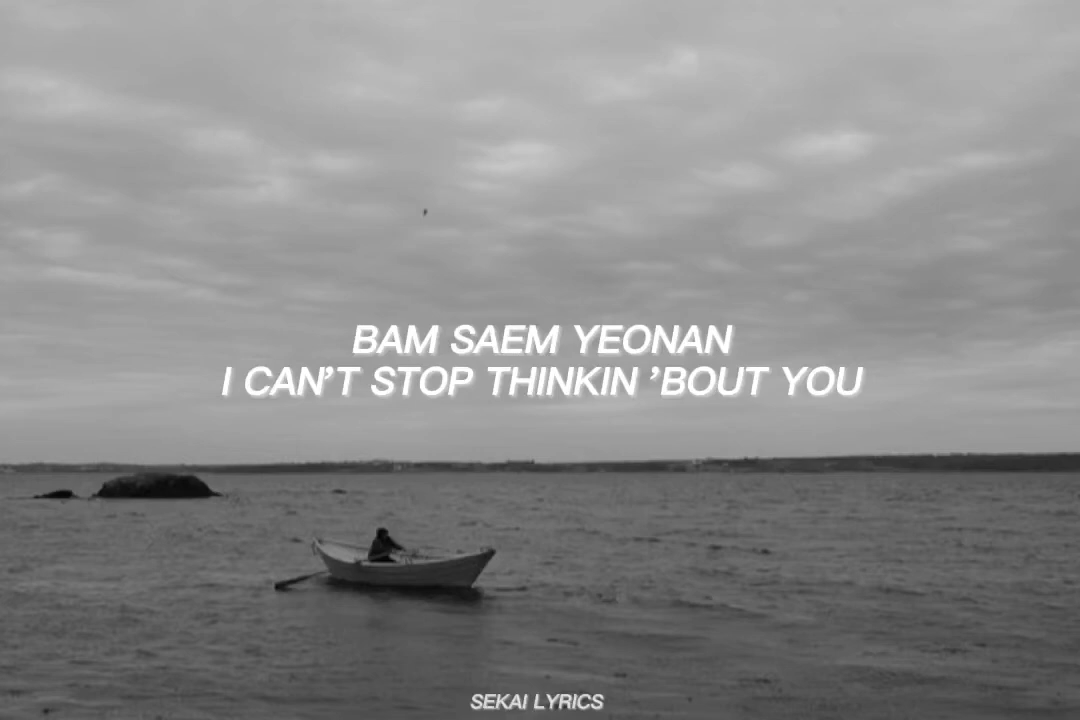 BAM SAEM YEONAN
I CAN’T STOP THINKIN ’BOUT YOU
SEKAI LYRICS